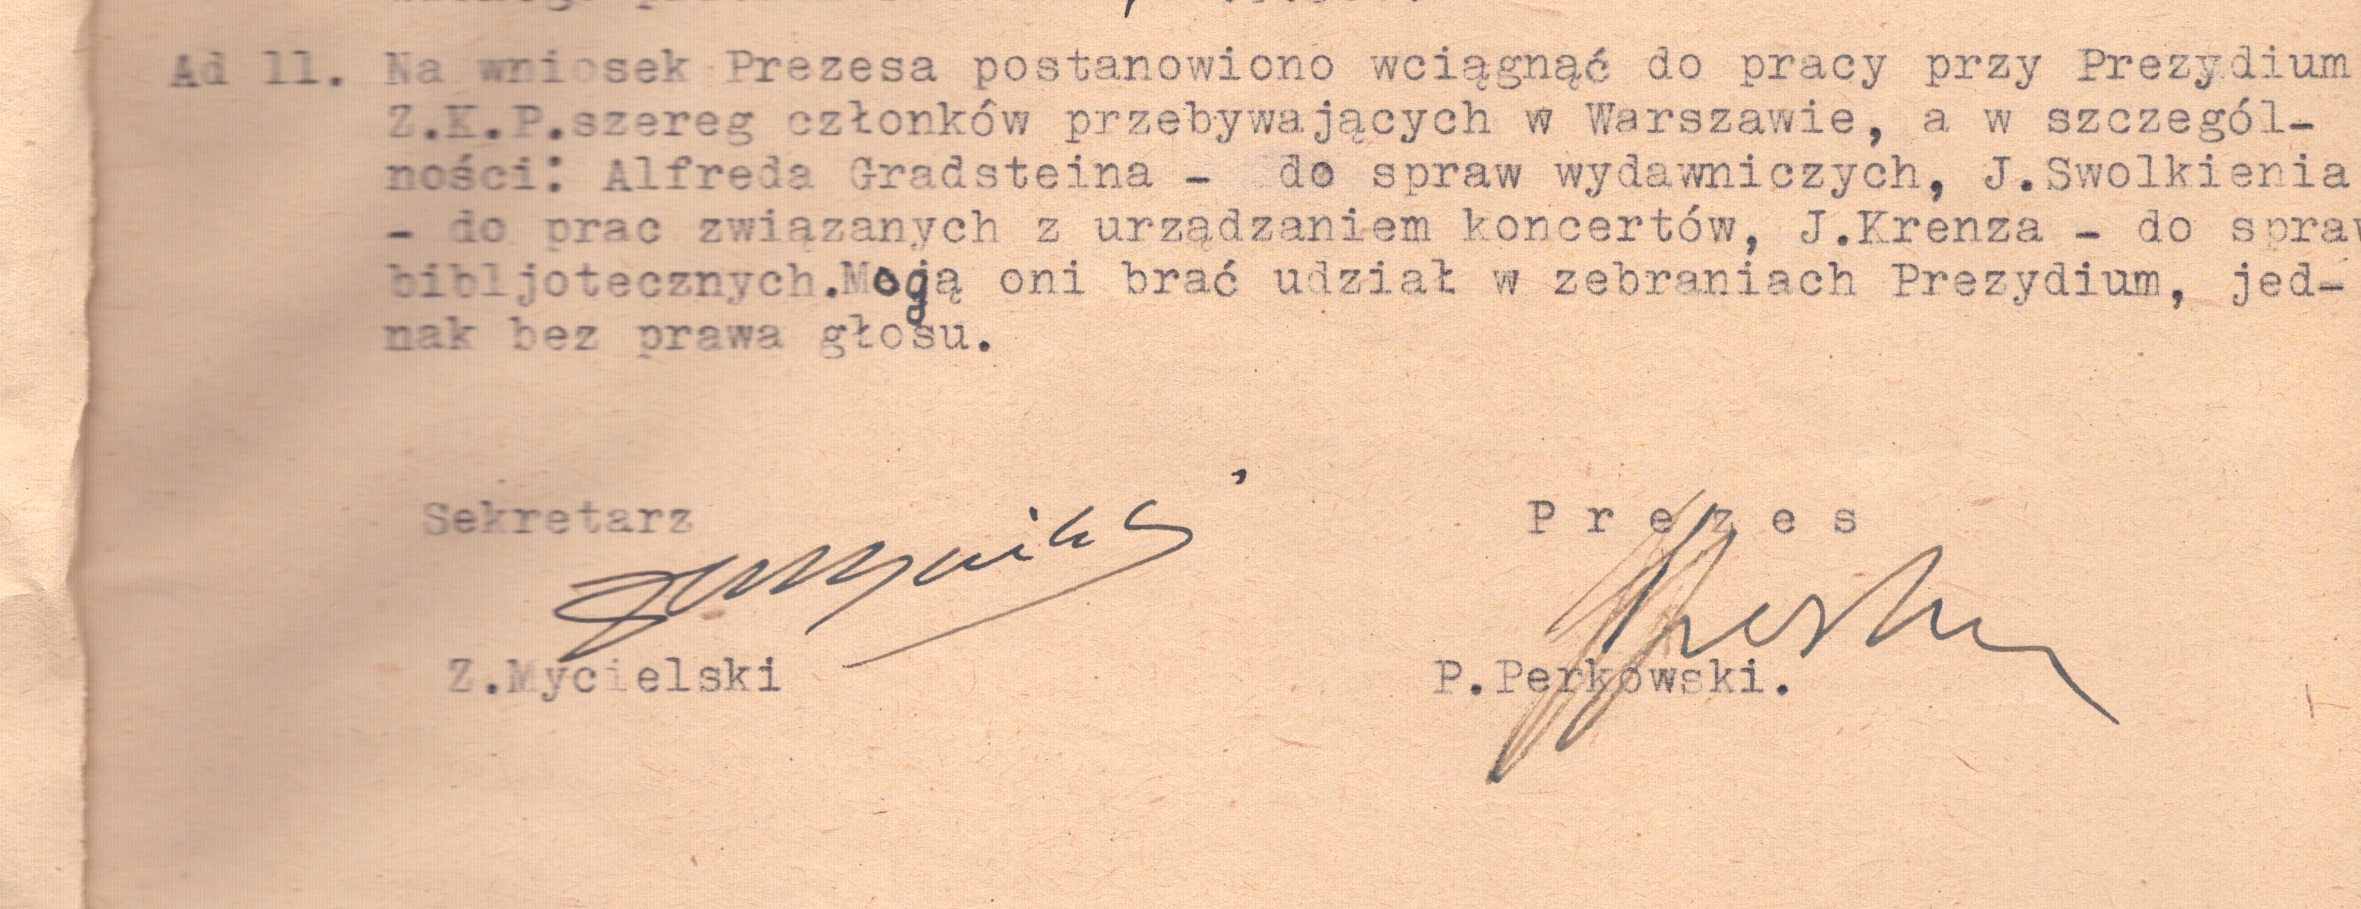 Ad 11. Na wniosek Prezesa postanowiono wciągnąć do pracy przy Prezydium
Z.K.P.szereg członków przebywających w Warszawie, a w szczegól-
ności: Alfreda Gradsteina - do spraw wydawniczych, J.Swolkienia
- do prac związanych z urządzaniem koncertów, J.Krenza - do spraw
bibljotecznych.Mogą oni brać udział w zebraniach Prezydium, jed-
nak bez prawa głosu.
Sekretarz P r e z e s
Z.Mycielski P.Perkowski.